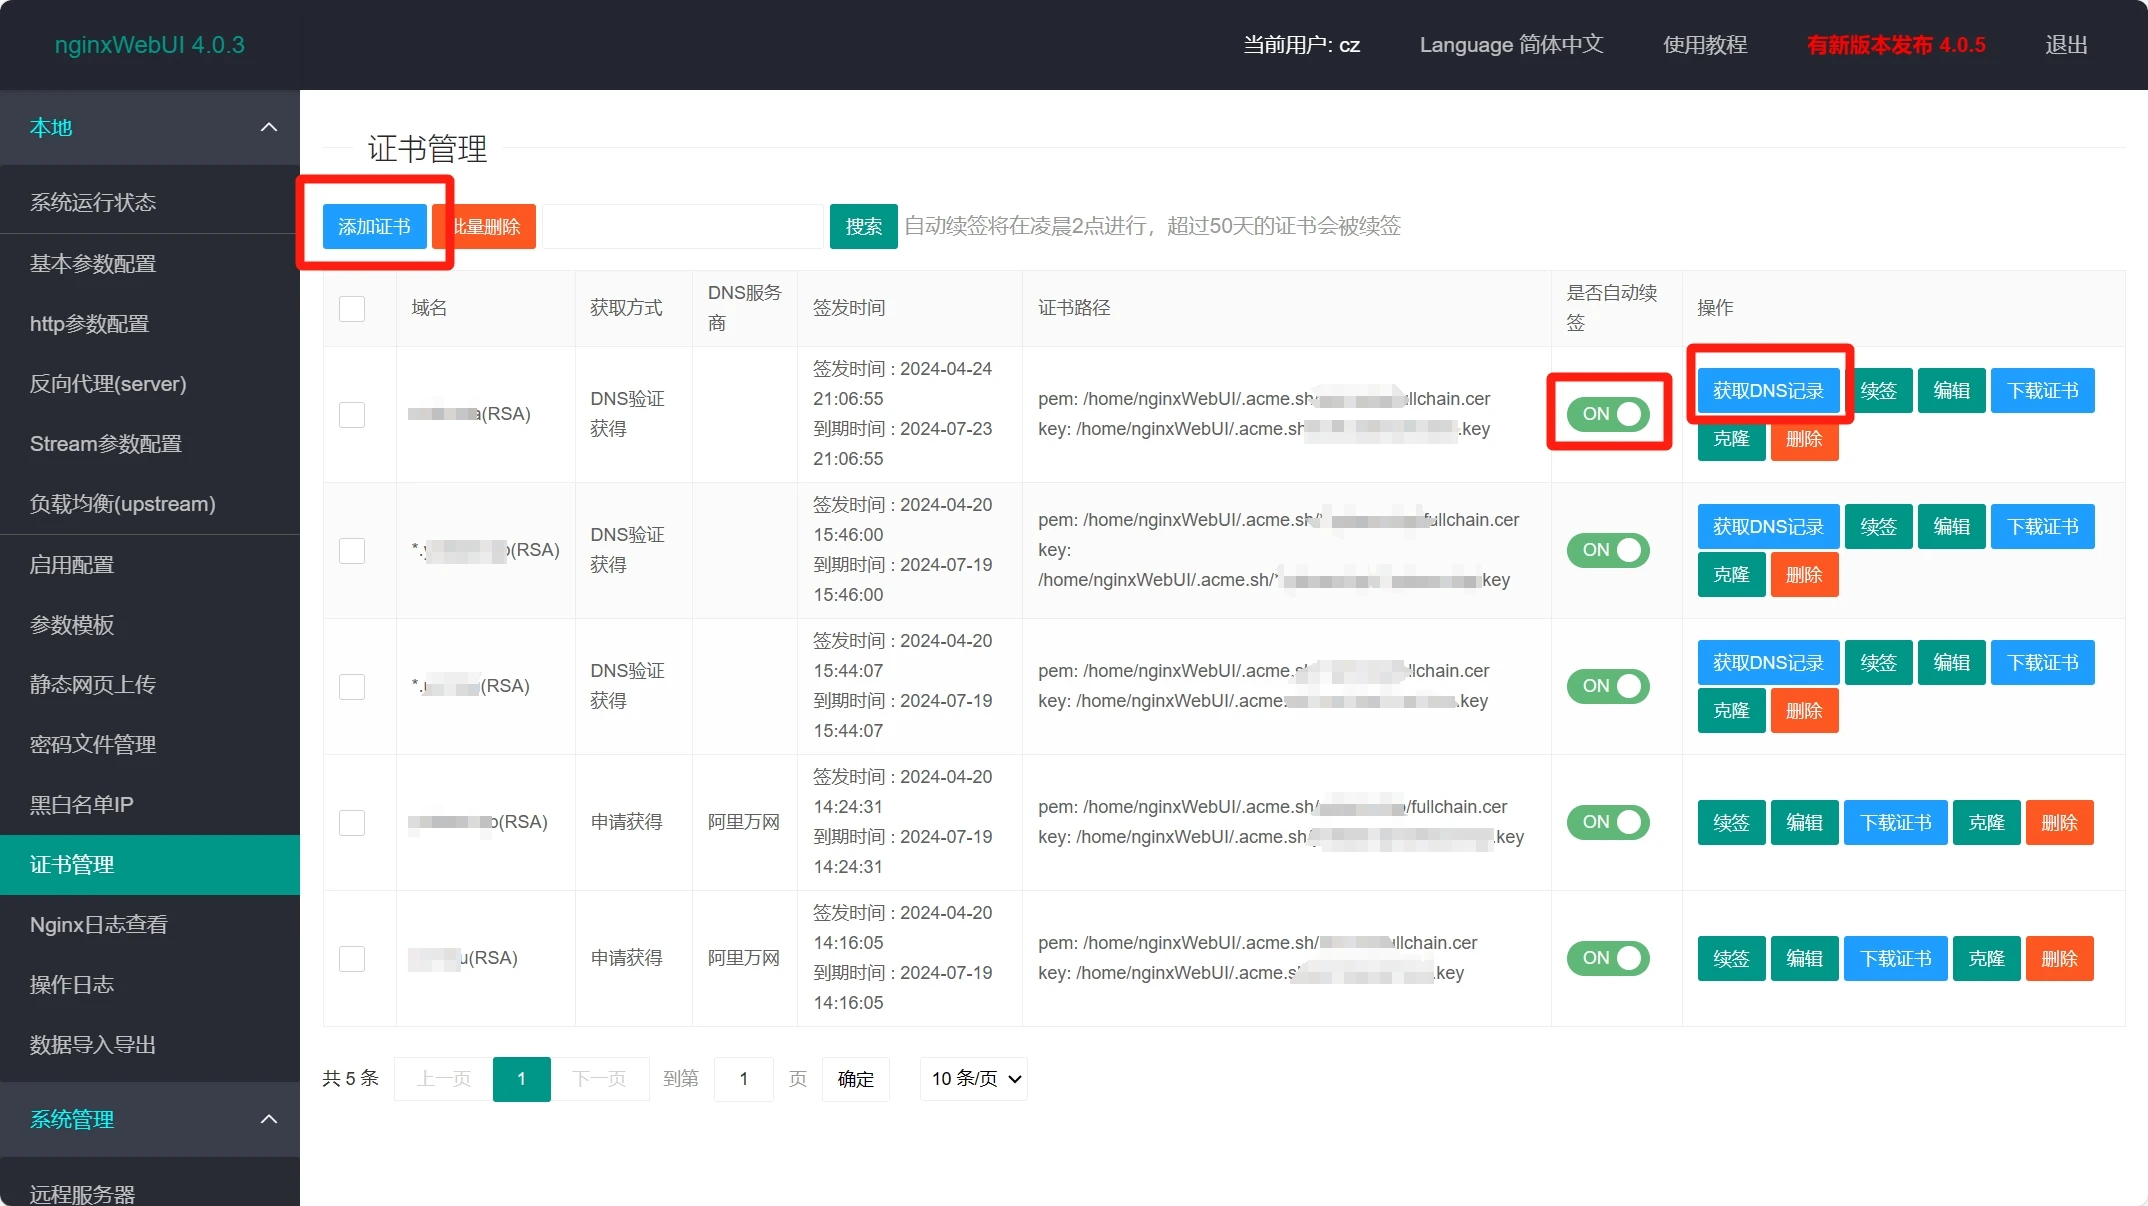 nginxWebUI 4.0.3
当前用户: cz
Language 简体中文
使用教程
有新版本发布 4.0.5
退出
本地
系统运行状态
基本参数配置
http参数配置
反向代理(server)
Stream参数配置
负载均衡(upstream)
启用配置
参数模板
静态网页上传
密码文件管理
黑白名单IP
证书管理
Nginx日志查看
操作日志
数据导入导出
系统管理
远程服务器
证书管理
添加证书
批量删除
搜索
自动续签将在凌晨2点进行，超过50天的证书会被续签
域名
获取方式
DNS服务
商
签发时间
证书路径
是否自动续
签
操作
(RSA)
DNS验证
获得
签发时间 : 2024-04-24
21:06:55
到期时间 : 2024-07-23
21:06:55
pem: /home/nginxWebUI/.acme.sh llchain.cer
key: /home/nginxWebUI/.acme.sh .key
ON
获取DNS记录
续签
编辑
下载证书
克隆
删除
*. (RSA)
DNS验证
获得
签发时间 : 2024-04-20
15:46:00
到期时间 : 2024-07-19
15:46:00
pem: /home/nginxWebUI/.acme.sh/ fullchain.cer
key:
/home/nginxWebUI/.acme.sh/* key
ON
获取DNS记录
续签
编辑
下载证书
克隆
删除
*. (RSA)
DNS验证
获得
签发时间 : 2024-04-20
15:44:07
到期时间 : 2024-07-19
15:44:07
pem: /home/nginxWebUI/.acme.s llchain.cer
key: /home/nginxWebUI/.acme. .key
ON
获取DNS记录
续签
编辑
下载证书
克隆
删除
(RSA)
申请获得
阿里万网
签发时间 : 2024-04-20
14:24:31
到期时间 : 2024-07-19
14:24:31
pem: /home/nginxWebUI/.acme.sh/ /fullchain.cer
key: /home/nginxWebUI/.acme.sh/ .key
ON
续签
编辑
下载证书
克隆
删除
u(RSA)
申请获得
阿里万网
签发时间 : 2024-04-20
14:16:05
到期时间 : 2024-07-19
14:16:05
pem: /home/nginxWebUI/.acme.sh/ llchain.cer
key: /home/nginxWebUI/.acme.s .key
ON
续签
编辑
下载证书
克隆
删除
共 5 条
上一页
1
下一页
到第
1
页
确定
10 条/页